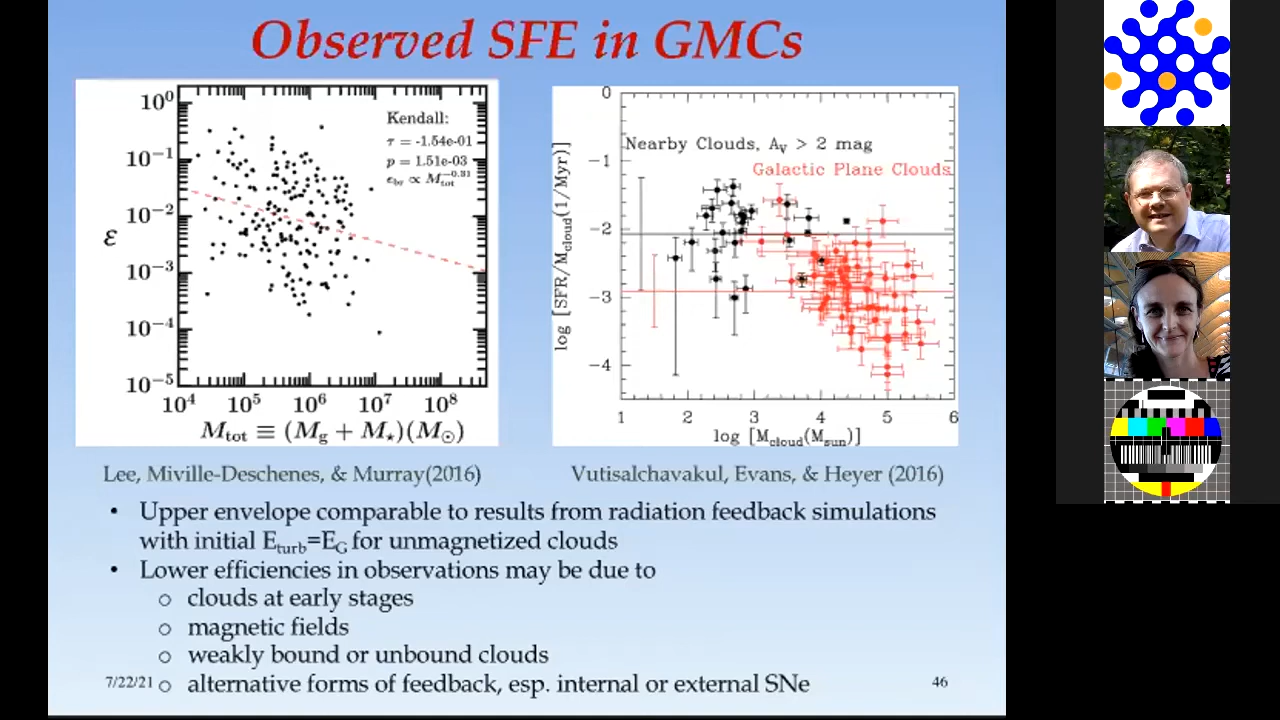 Observed SFE in GMCs
10⁰
10⁻¹
10⁻²
10⁻³
10⁻⁴
10⁻⁵
ε
Kendall:
τ = -1.54e-01
p = 1.51e-03
10⁴ 10⁵ 10⁶ 10⁷ 10⁸
M_tot ≡ (M_g + M_⋆)(M_⊙)
0
-1
-2
-3
-4
log [SFR/M_cloud(1/Myr)]
Nearby Clouds, A_V > 2 mag
Galactic Plane Clouds
1 2 3 4 5 6
log [M_cloud(M_sun)]
Lee, Miville-Deschenes, & Murray(2016)
Vutisalchavakul, Evans, & Heyer (2016)
• Upper envelope comparable to results from radiation feedback simulations
with initial E_turb=E_G for unmagnetized clouds
• Lower efficiencies in observations may be due to
o clouds at early stages
o magnetic fields
o weakly bound or unbound clouds
o alternative forms of feedback, esp. internal or external SNe
7/22/21
46